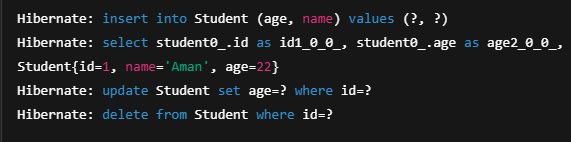 Hibernate: insert into Student (age, name) values (?, ?)
Hibernate: select student0_.id as id1_0_0_, student0_.age as age2_0_0_,
Student{id=1, name='Aman', age=22}
Hibernate: update Student set age=? where id=?
Hibernate: delete from Student where id=?